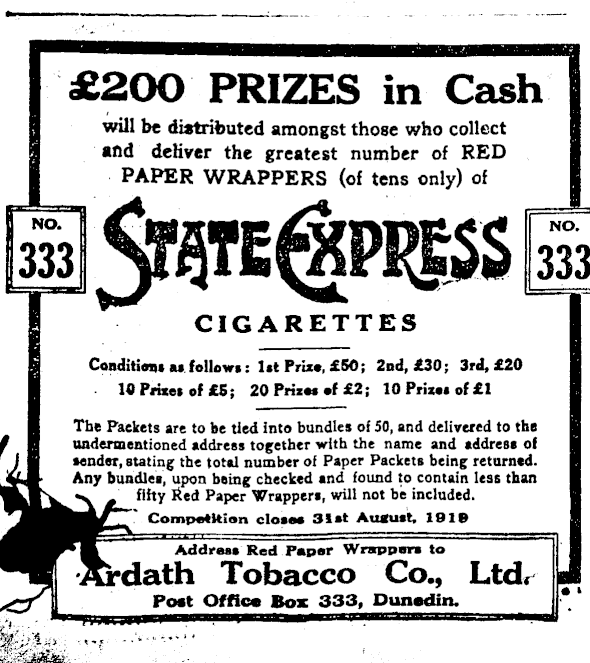 £200 PRIZES in Cash
will be distributed amongst those who collect
and deliver the greatest number of RED
PAPER WRAPPERS (of tens only) of
NO.
333
STATE EXPRESS
NO.
333
CIGARETTES
Conditions as follows: 1st Prize, £50; 2nd, £30; 3rd, £20
10 Prizes of £5; 20 Prizes of £2; 10 Prizes of £1
The Packets are to be tied into bundles of 50, and delivered to the
undermentioned address together with the name and address of
sender, stating the total number of Paper Packets being returned.
Any bundles, upon being checked and found to contain less than
fifty Red Paper Wrappers, will not be included.
Competition closes 31st August, 1919
Address Red Paper Wrappers to
Ardath Tobacco Co., Ltd.
Post Office Box 333, Dunedin.